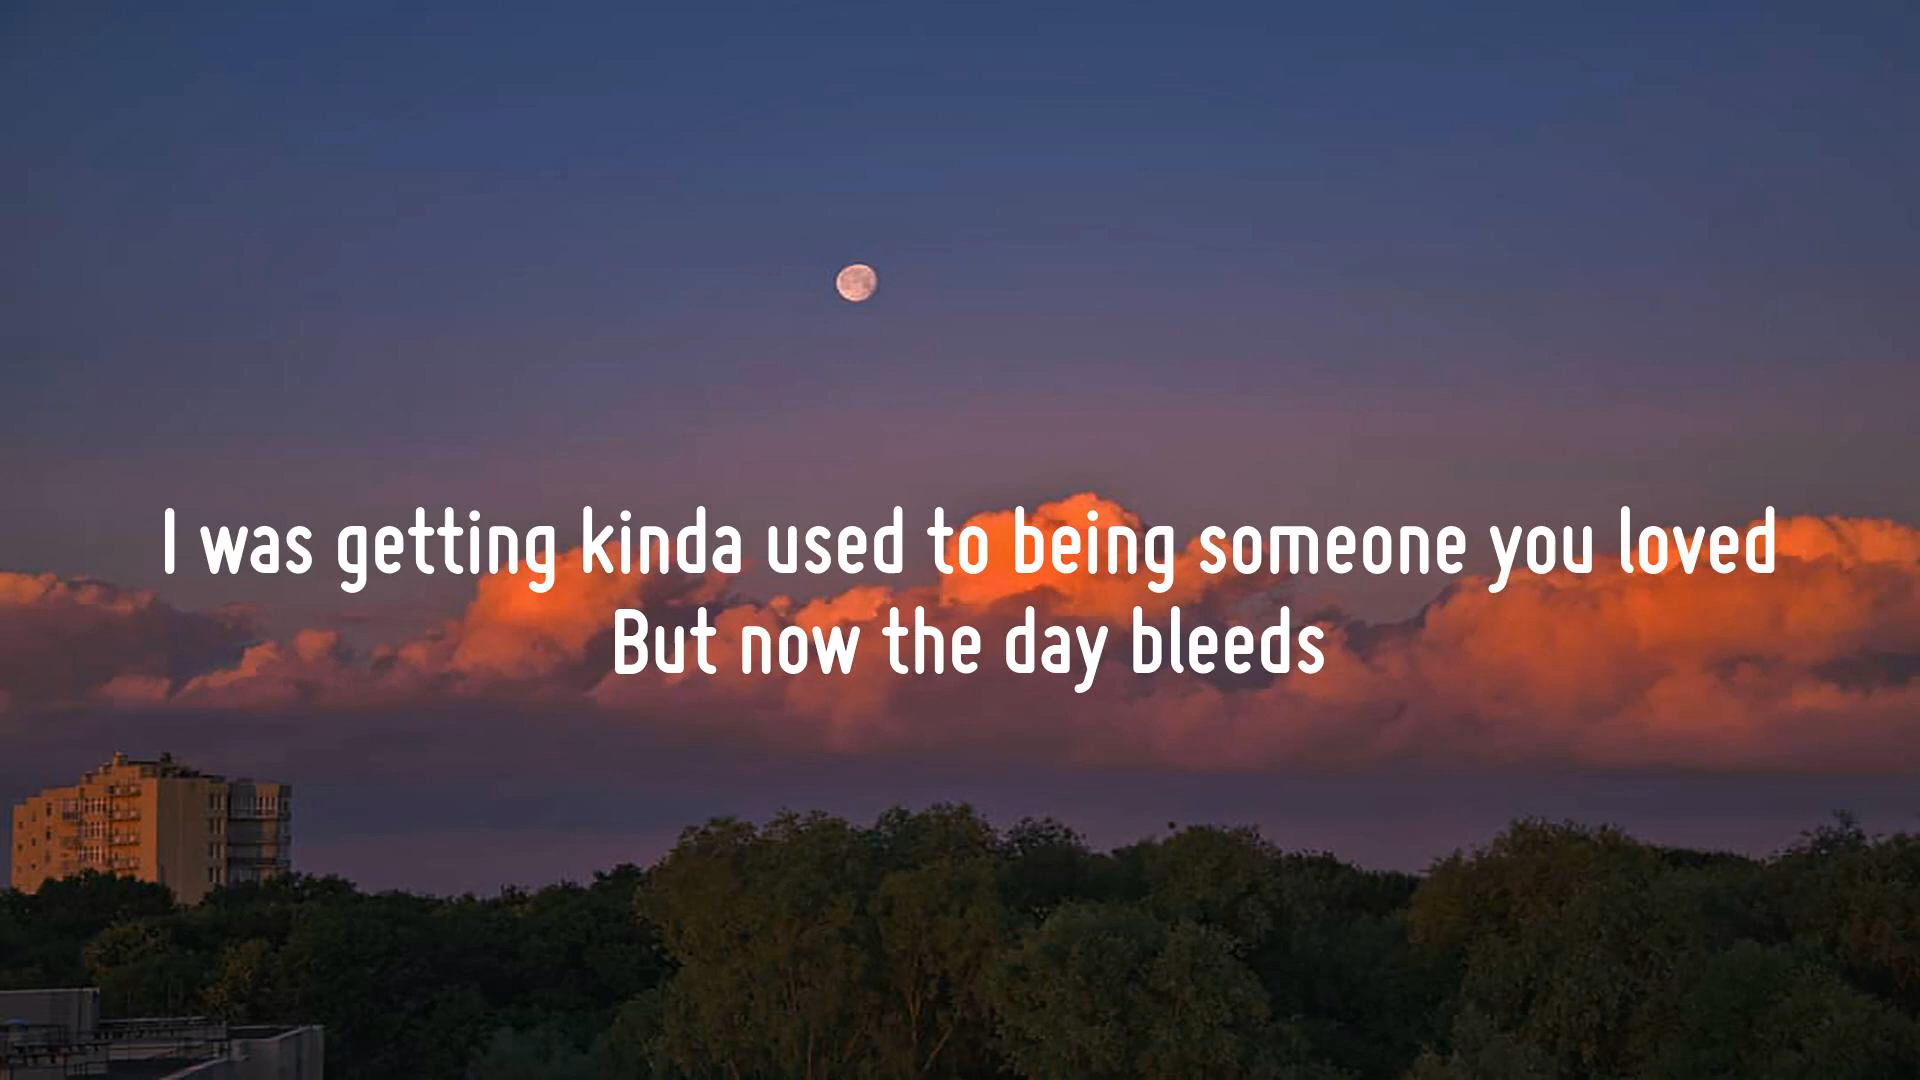 I was getting kinda used to being someone you loved
But now the day bleeds